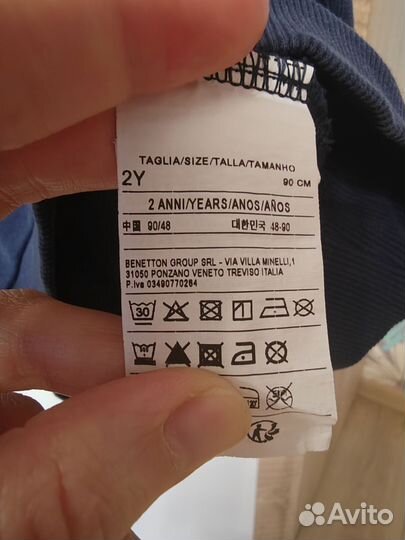 TAGLIA/SIZE/TALLA/TAMANHO
2Y 90 CM
2 ANNI/YEARS/ANOS/AÑOS
中国 90/48 대한민국 48-90
BENETTON GROUP SRL - VIA VILLA MINELLI,1
31050 PONZANO VENETO TREVISO ITALIA
P.iva 03490770264
30
Avito